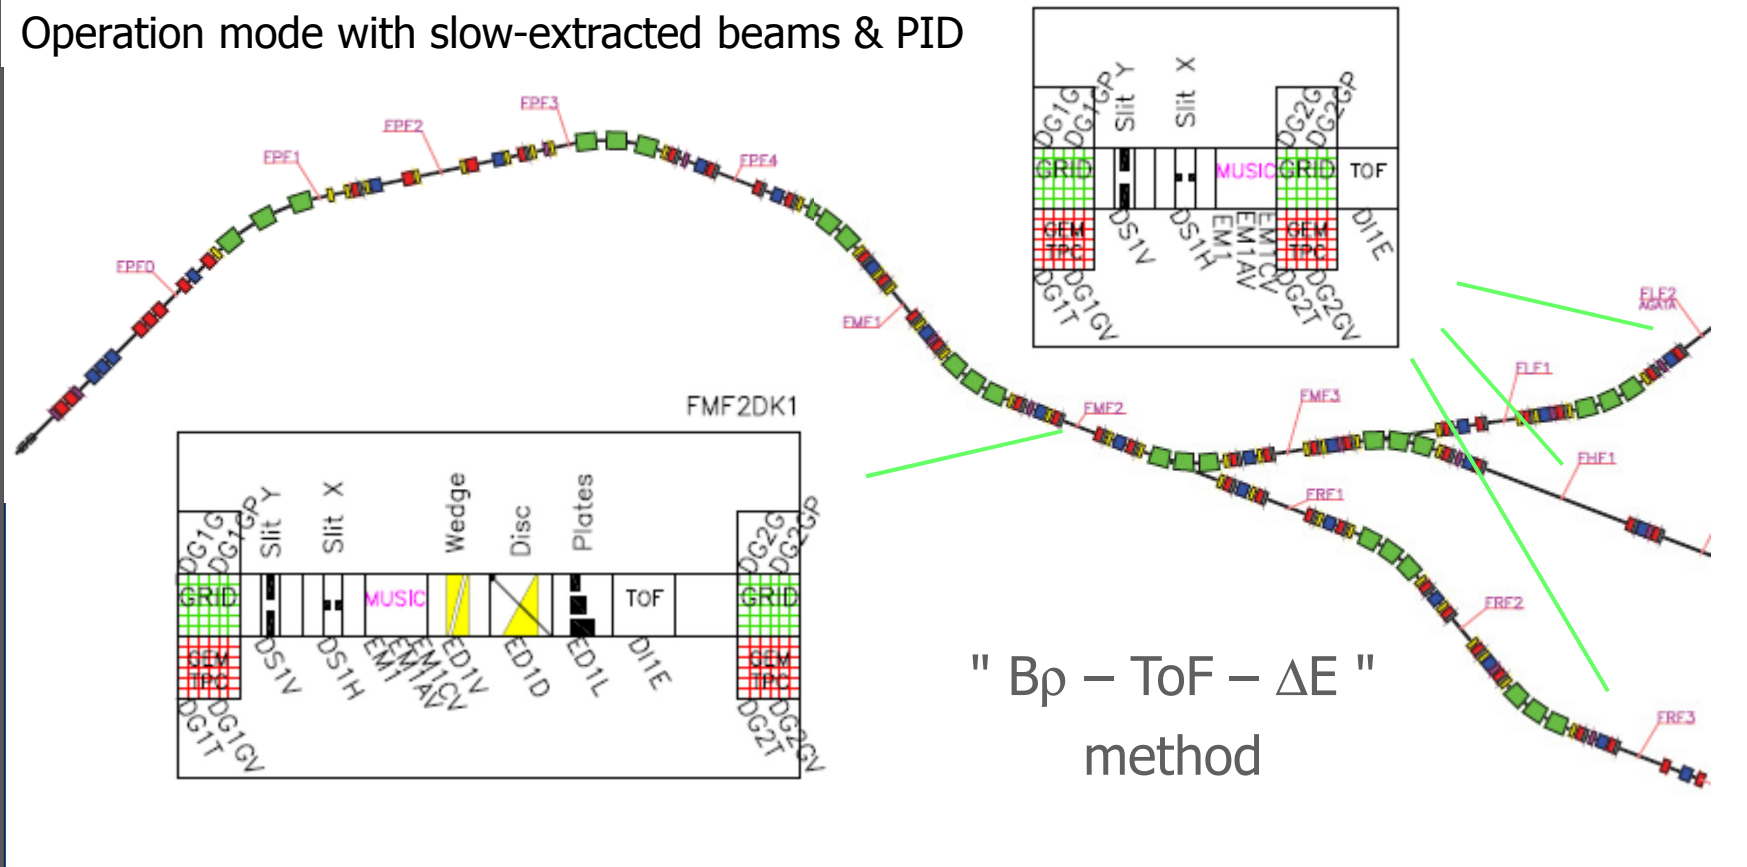 Operation mode with slow-extracted beams & PID
FPF0
FPF1
FPF2
FPF3
FPF4
FMF1
FMF2
FMF3
FLF1
FLF2
AGATA
FHF1
FRF1
FRF2
FRF3
DG1G
DG1GP
Slit Y
Slit X
DG2G
DG2GP
GRID
MUSIC
GRID
TOF
GEM
TPC
GEM
TPC
DG1T
DG1GV
DS1V
DS1H
EM1
EM1AV
EM1CV
DG2T
DG2GV
DI1E
FMF2DK1
DG1G
DG1GP
Slit Y
Slit X
Wedge
Disc
Plates
DG2G
DG2GP
GRID
MUSIC
TOF
GRID
GEM
TPC
GEM
TPC
DG1T
DG1GV
DS1V
DS1H
EM1
EM1AV
EM1CV
ED1V
ED1D
ED1L
DI1E
DG2T
DG2GV
" Bρ – ToF – ΔE "
method